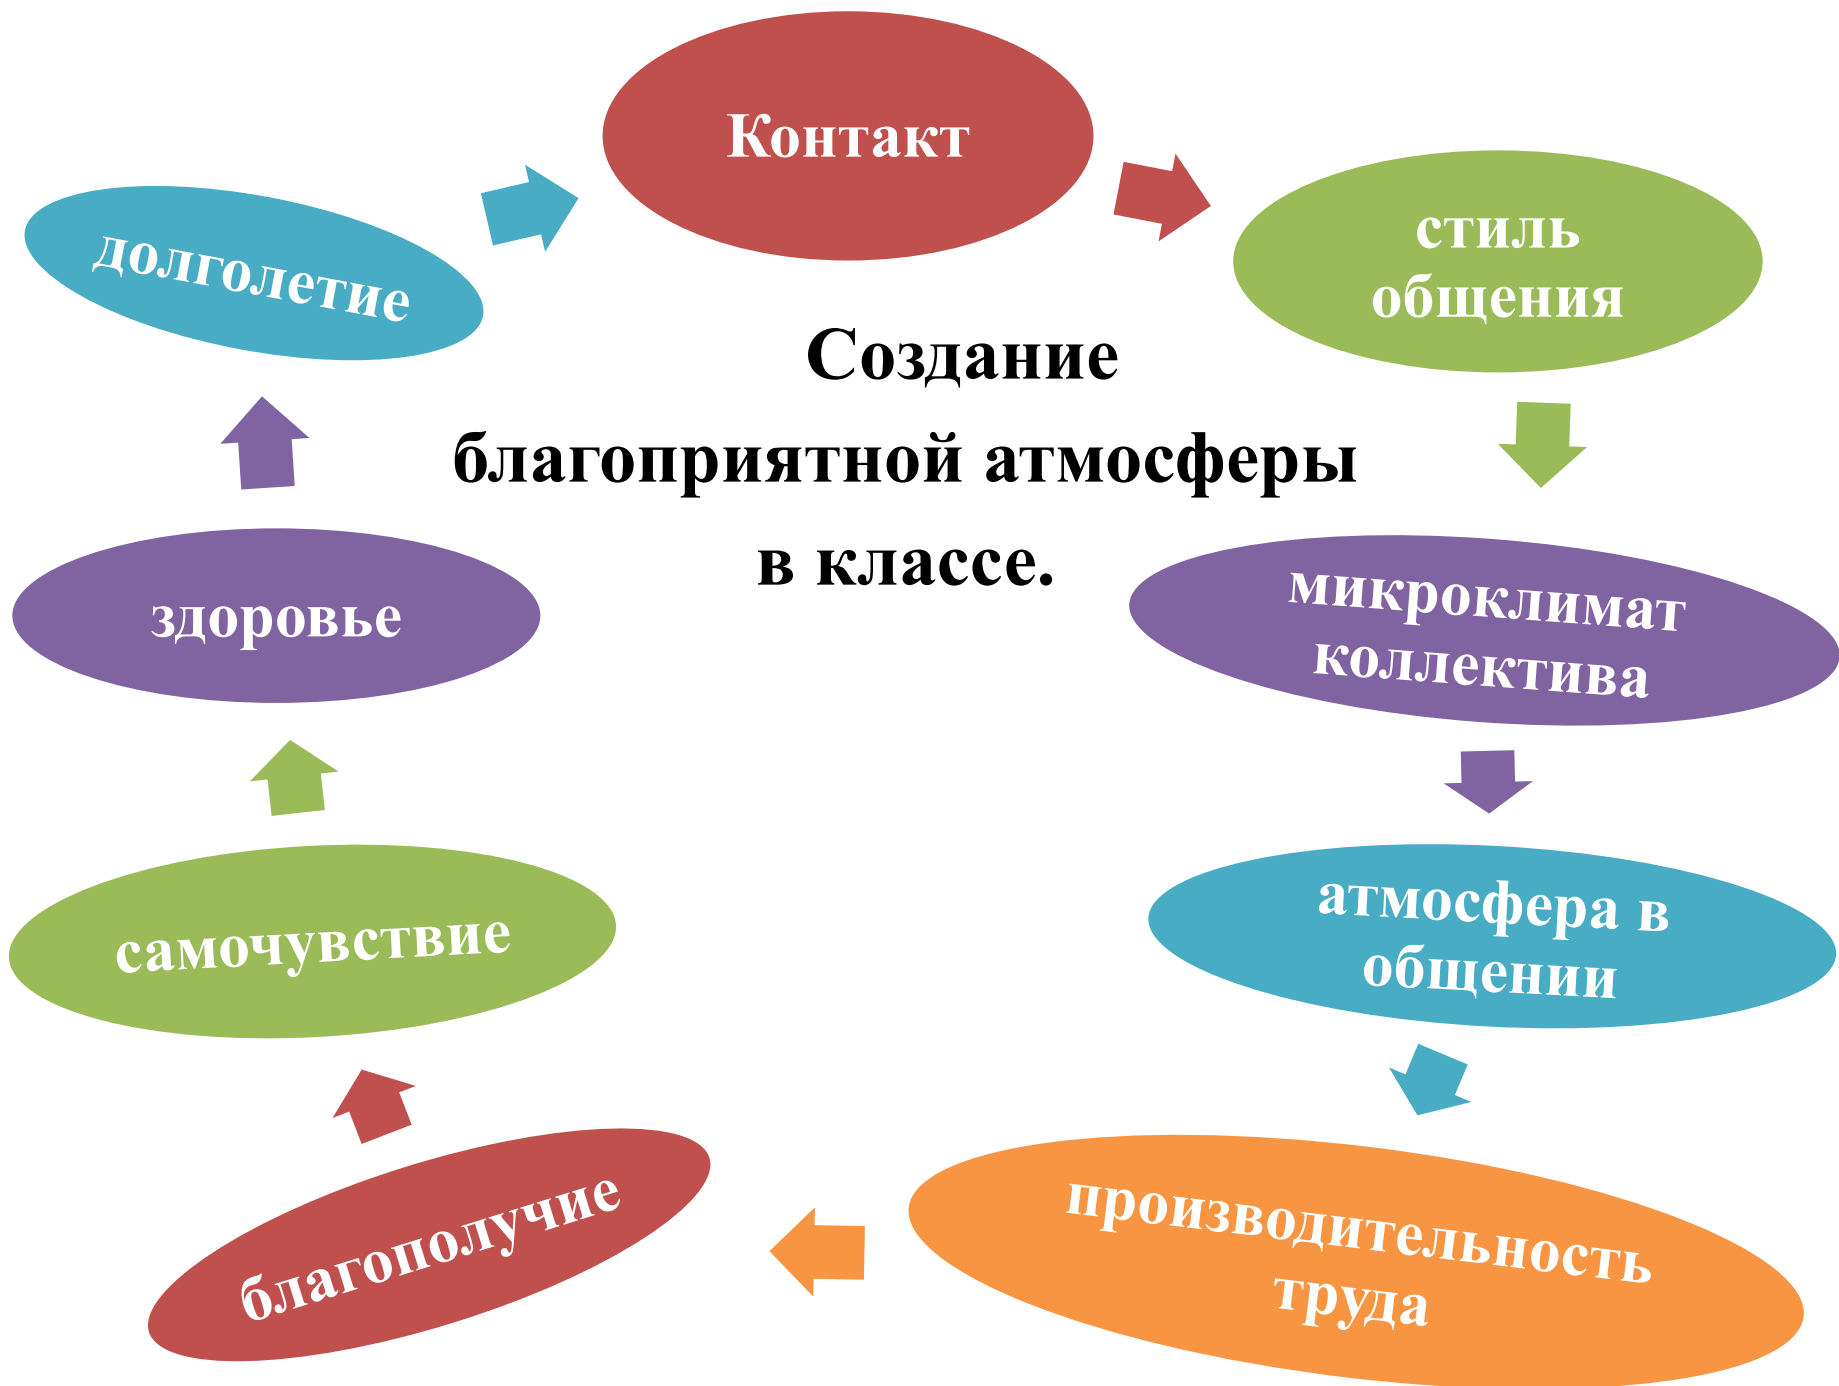 Контакт
стиль
общения
микроклимат
коллектива
атмосфера в
общении
производительность
труда
благополучие
самочувствие
здоровье
долголетие
Создание
благоприятной атмосферы
в классе.